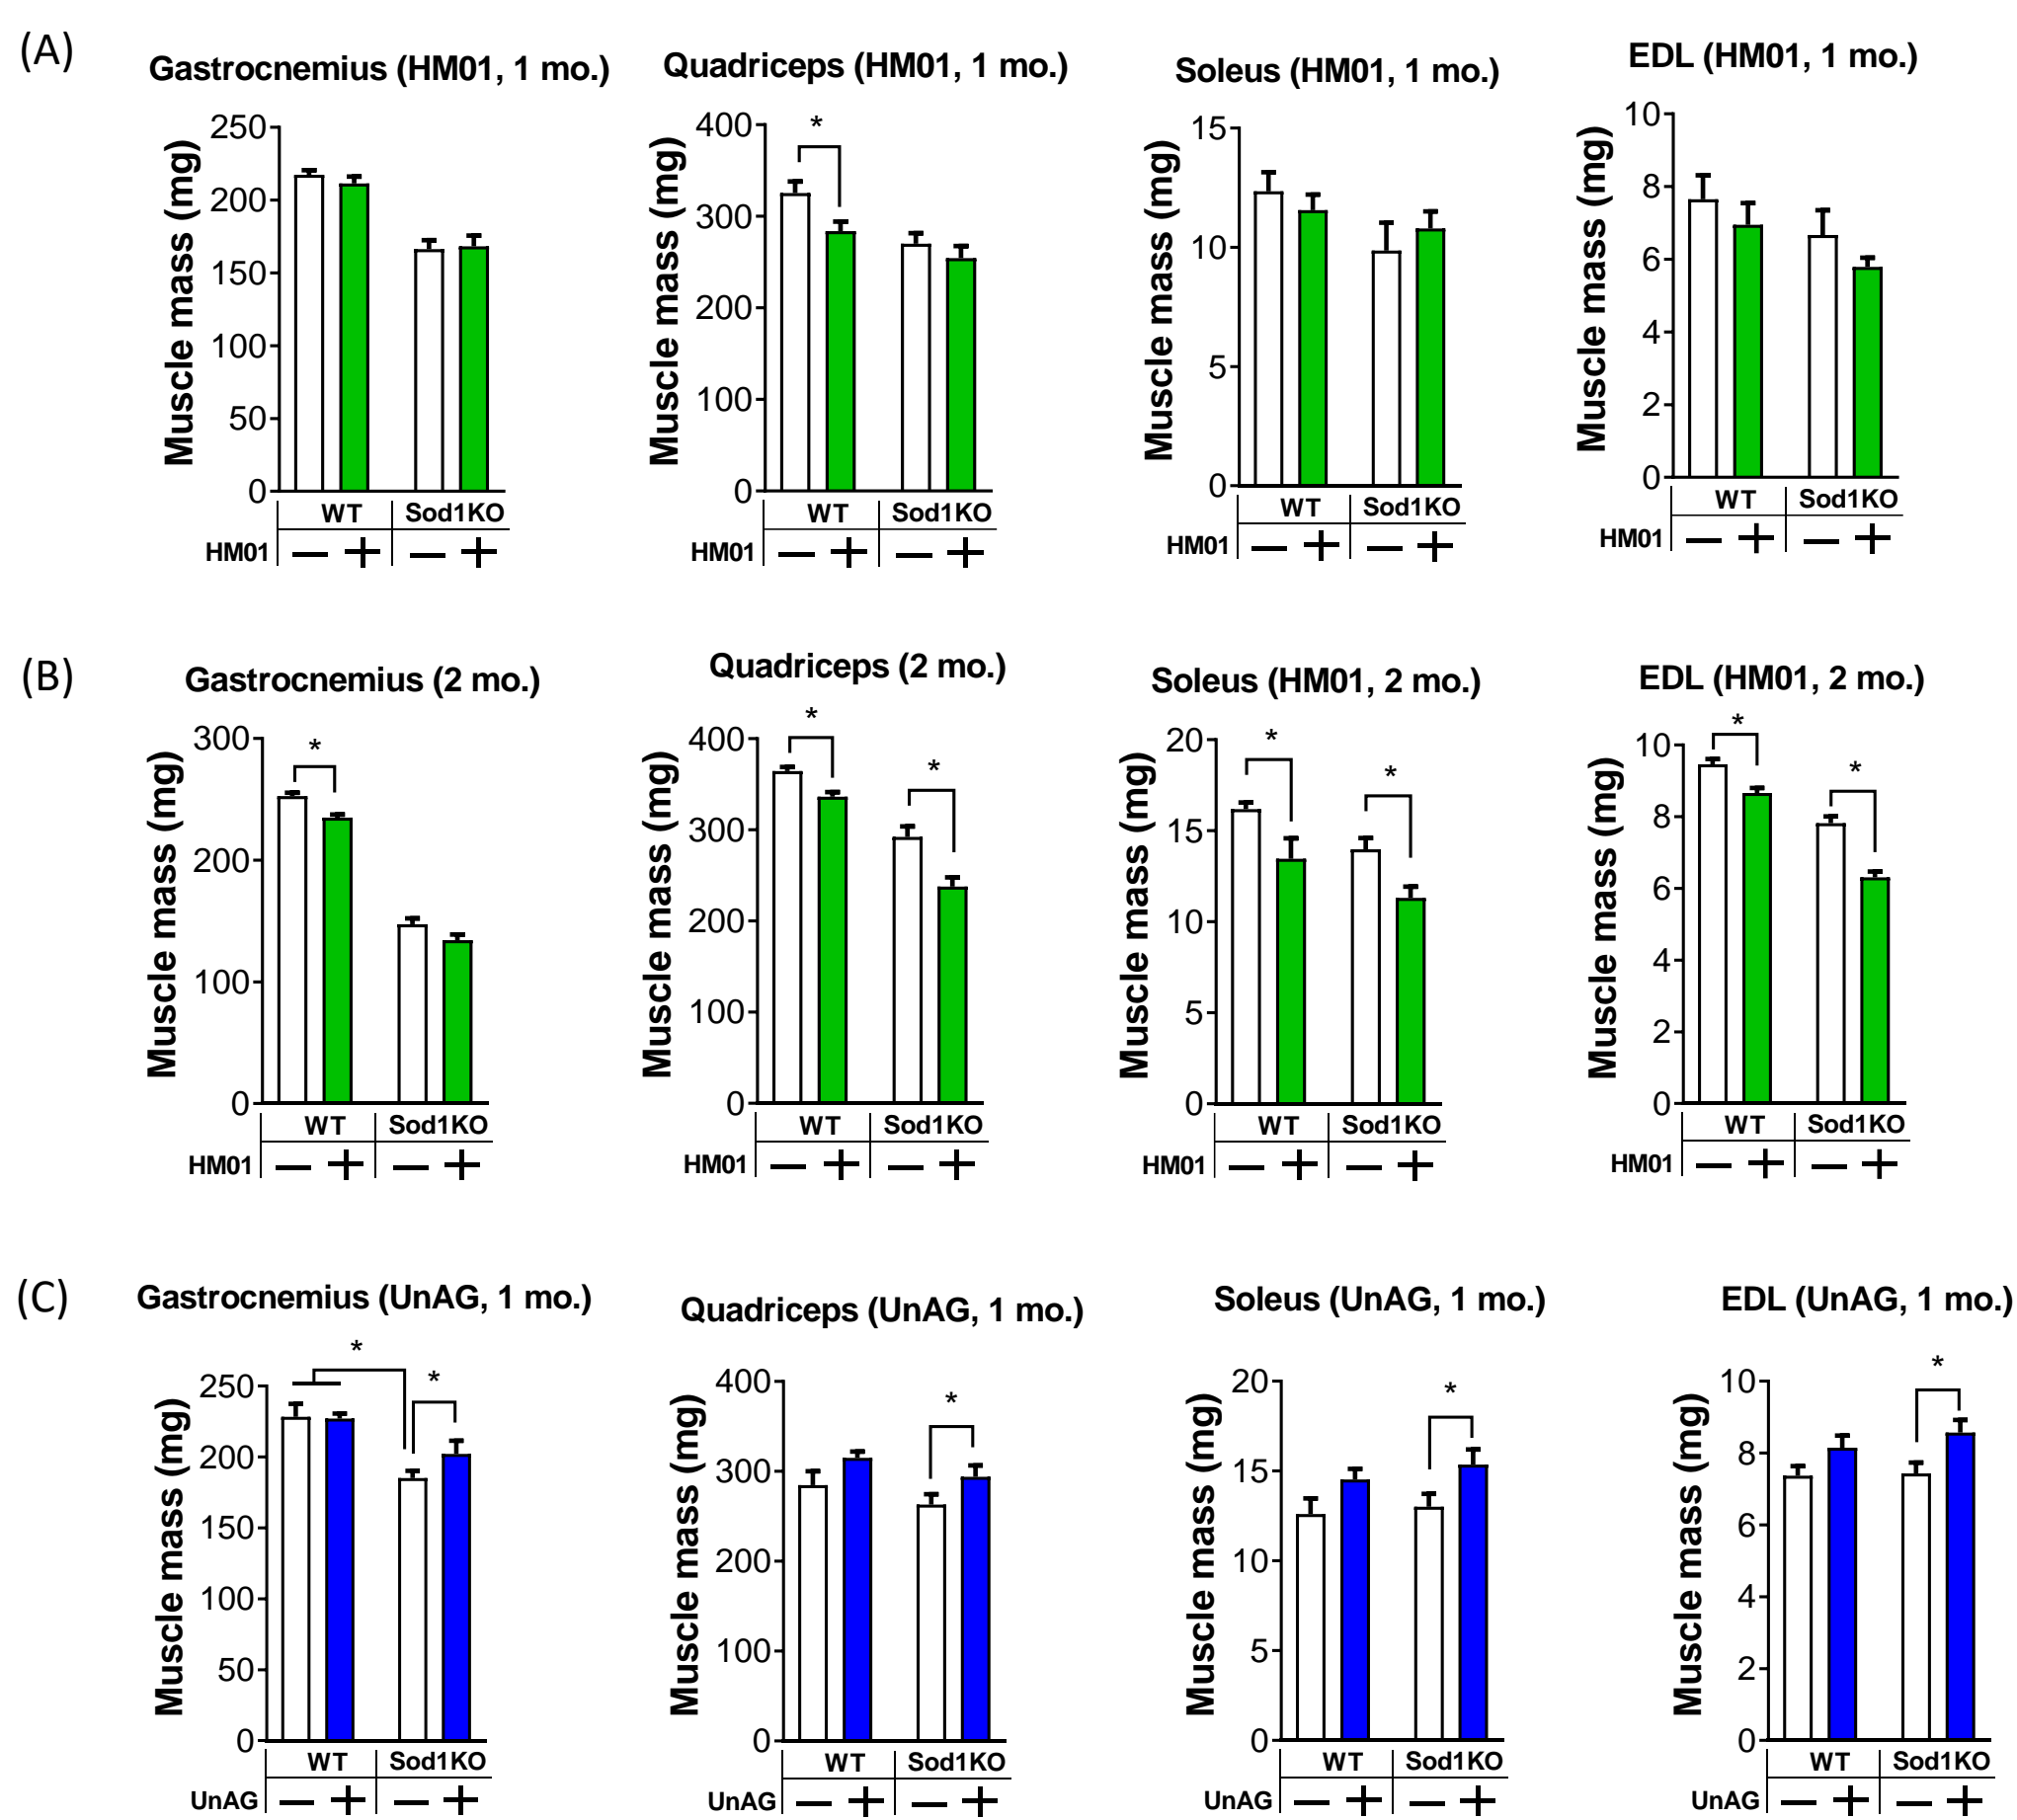 (A)
Gastrocnemius (HM01, 1 mo.)
Muscle mass (mg)
250
200
150
100
50
0
WT Sod1KO
HM01 — + — +
Quadriceps (HM01, 1 mo.)
Muscle mass (mg)
400
300
200
100
0
*
WT Sod1KO
HM01 — + — +
Soleus (HM01, 1 mo.)
Muscle mass (mg)
15
10
5
0
WT Sod1KO
HM01 — + — +
EDL (HM01, 1 mo.)
Muscle mass (mg)
10
8
6
4
2
0
WT Sod1KO
HM01 — + — +
(B)
Gastrocnemius (2 mo.)
Muscle mass (mg)
300
200
100
0
*
WT Sod1KO
HM01 — + — +
Quadriceps (2 mo.)
Muscle mass (mg)
400
300
200
100
0
*
*
WT Sod1KO
HM01 — + — +
Soleus (HM01, 2 mo.)
Muscle mass (mg)
20
15
10
5
0
*
*
WT Sod1KO
HM01 — + — +
EDL (HM01, 2 mo.)
Muscle mass (mg)
10
8
6
4
2
0
*
*
WT Sod1KO
HM01 — + — +
(C)
Gastrocnemius (UnAG, 1 mo.)
Muscle mass (mg)
250
200
150
100
50
0
*
*
WT Sod1KO
UnAG — + — +
Quadriceps (UnAG, 1 mo.)
Muscle mass (mg)
400
300
200
100
0
*
WT Sod1KO
UnAG — + — +
Soleus (UnAG, 1 mo.)
Muscle mass (mg)
20
15
10
5
0
*
WT Sod1KO
UnAG — + — +
EDL (UnAG, 1 mo.)
Muscle mass (mg)
10
8
6
4
2
0
*
WT Sod1KO
UnAG — + — +